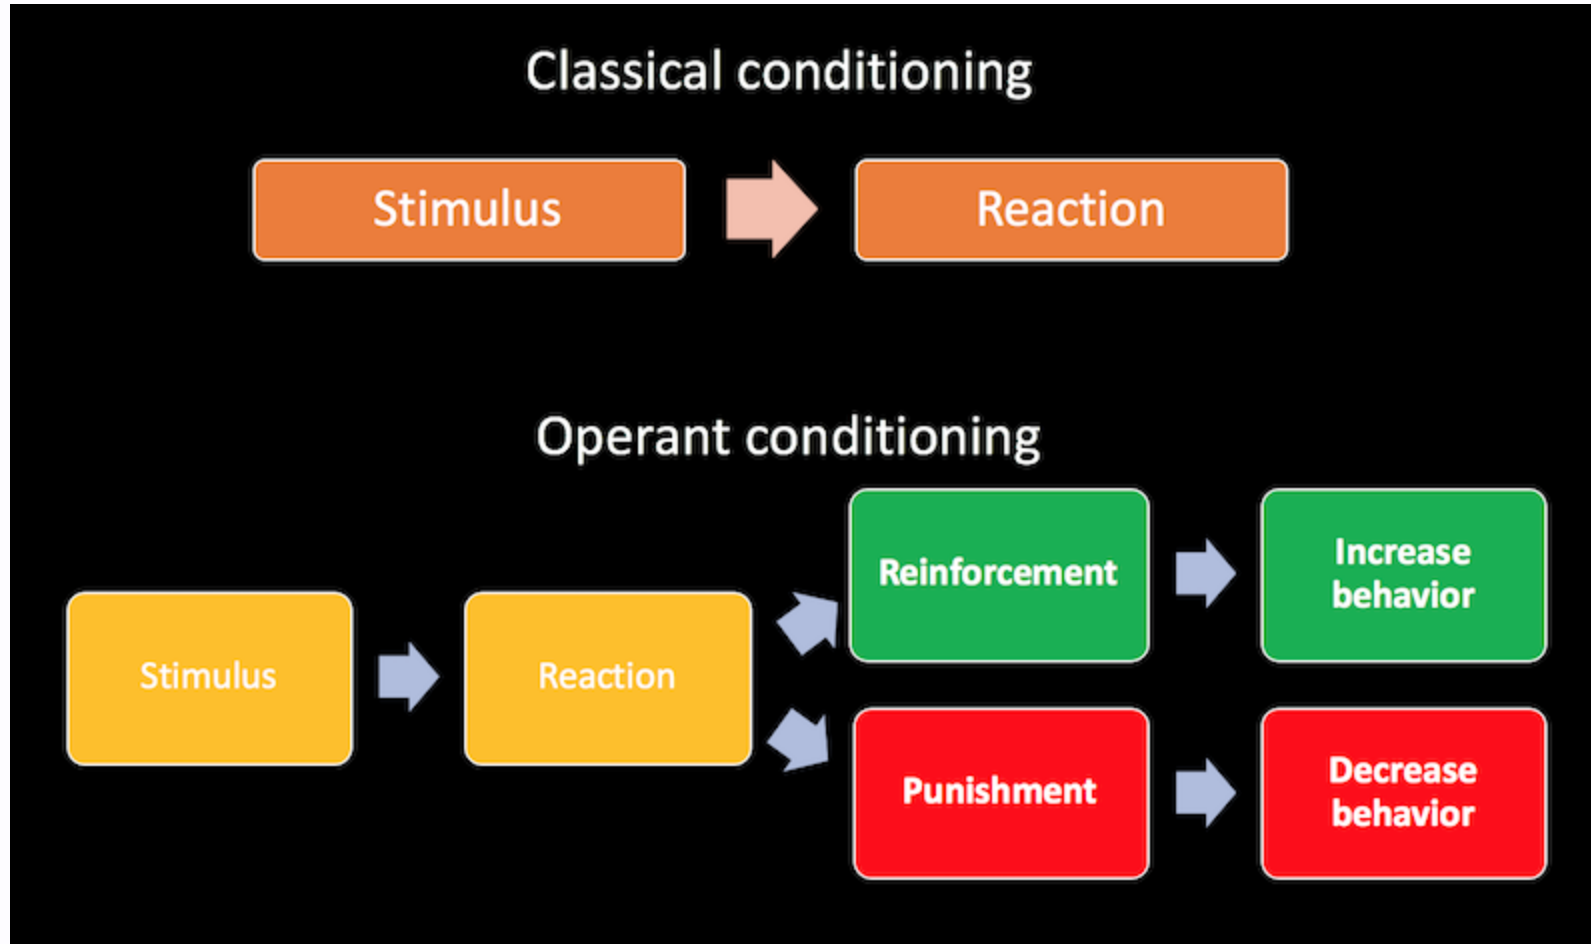 Classical conditioning
Stimulus
Reaction
Operant conditioning
Stimulus
Reaction
Reinforcement
Increase
behavior
Punishment
Decrease
behavior